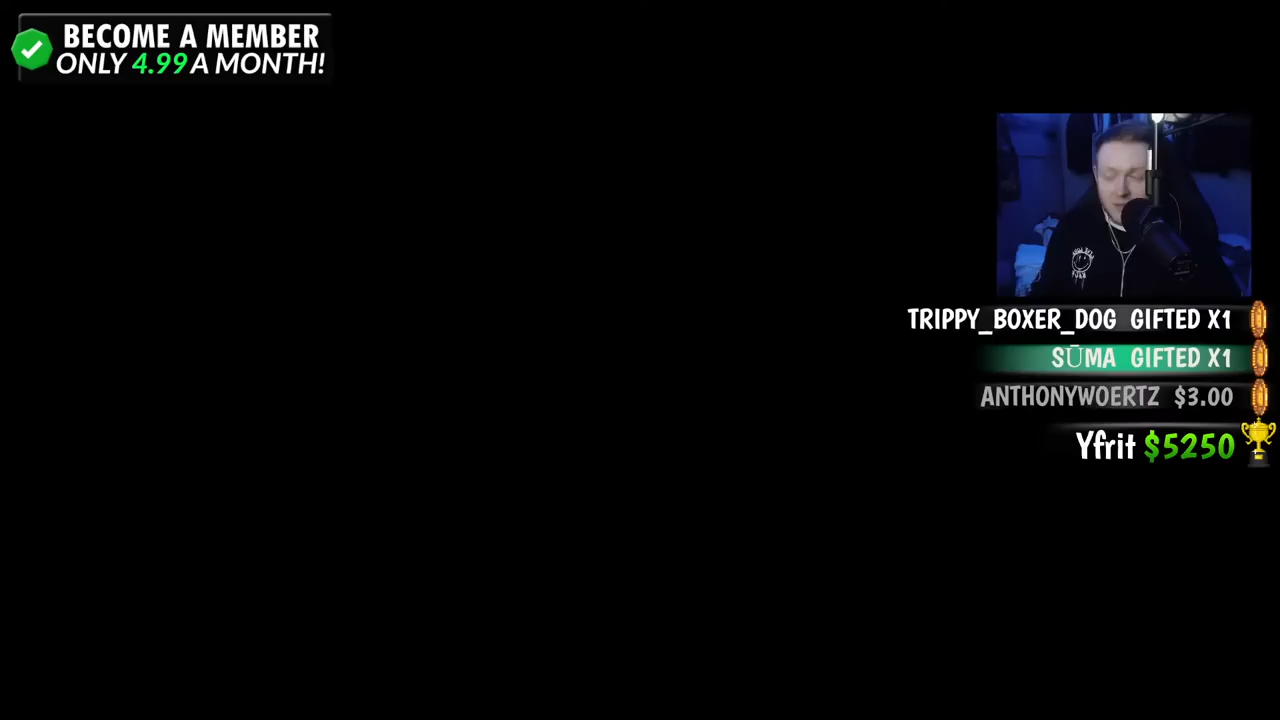 BECOME A MEMBER
ONLY 4.99 A MONTH!
TRIPPY_BOXER_DOG GIFTED X1
SŪMA GIFTED X1
ANTHONYWOERTZ $3.00
Yfrit $5250